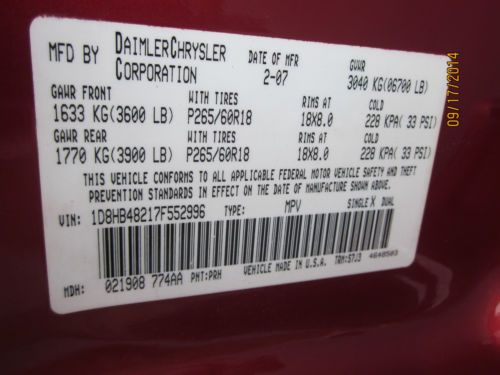 MFD BY DAIMLERCHRYSLER CORPORATION DATE OF MFR 2-07 GVWR 3040 KG(06700 LB)
GAWR FRONT WITH TIRES RIMS AT COLD
1633 KG(3600 LB) P265/60R18 18X8.0 228 KPA( 33 PSI)
GAWR REAR WITH TIRES RIMS AT COLD
1770 KG(3900 LB) P265/60R18 18X8.0 228 KPA( 33 PSI)
THIS VEHICLE CONFORMS TO ALL APPLICABLE FEDERAL MOTOR VEHICLE SAFETY, BUMPER, AND THEFT
PREVENTION STANDARDS IN EFFECT ON THE DATE OF MANUFACTURE SHOWN ABOVE.
VIN: 1D8HB48217F552996 TYPE: MPV SINGLE X DUAL
MDH: 021908 774AA PNT:PRH VEHICLE MADE IN U.S.A. TRM:S7J3 4648503
09/17/2014